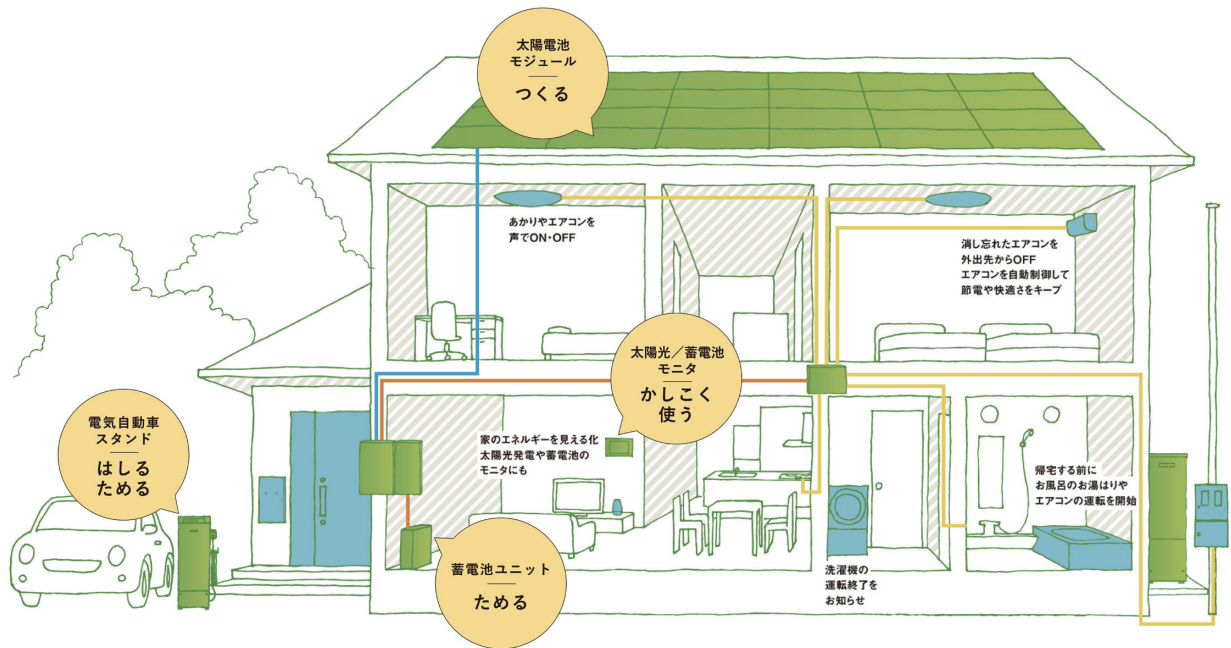 太陽電池
モジュール
つくる
あかりやエアコンを
声でON・OFF
消し忘れたエアコンを
外出先からOFF
エアコンを自動制御して
節電や快適さをキープ
太陽光／蓄電池
モニタ
かしこく
使う
電気自動車
スタンド
はしる
ためる
家のエネルギーを見える化
太陽光発電や蓄電池の
モニタにも
帰宅する前に
お風呂のお湯はりや
エアコンの運転を開始
蓄電池ユニット
ためる
洗濯機の
運転終了を
お知らせ